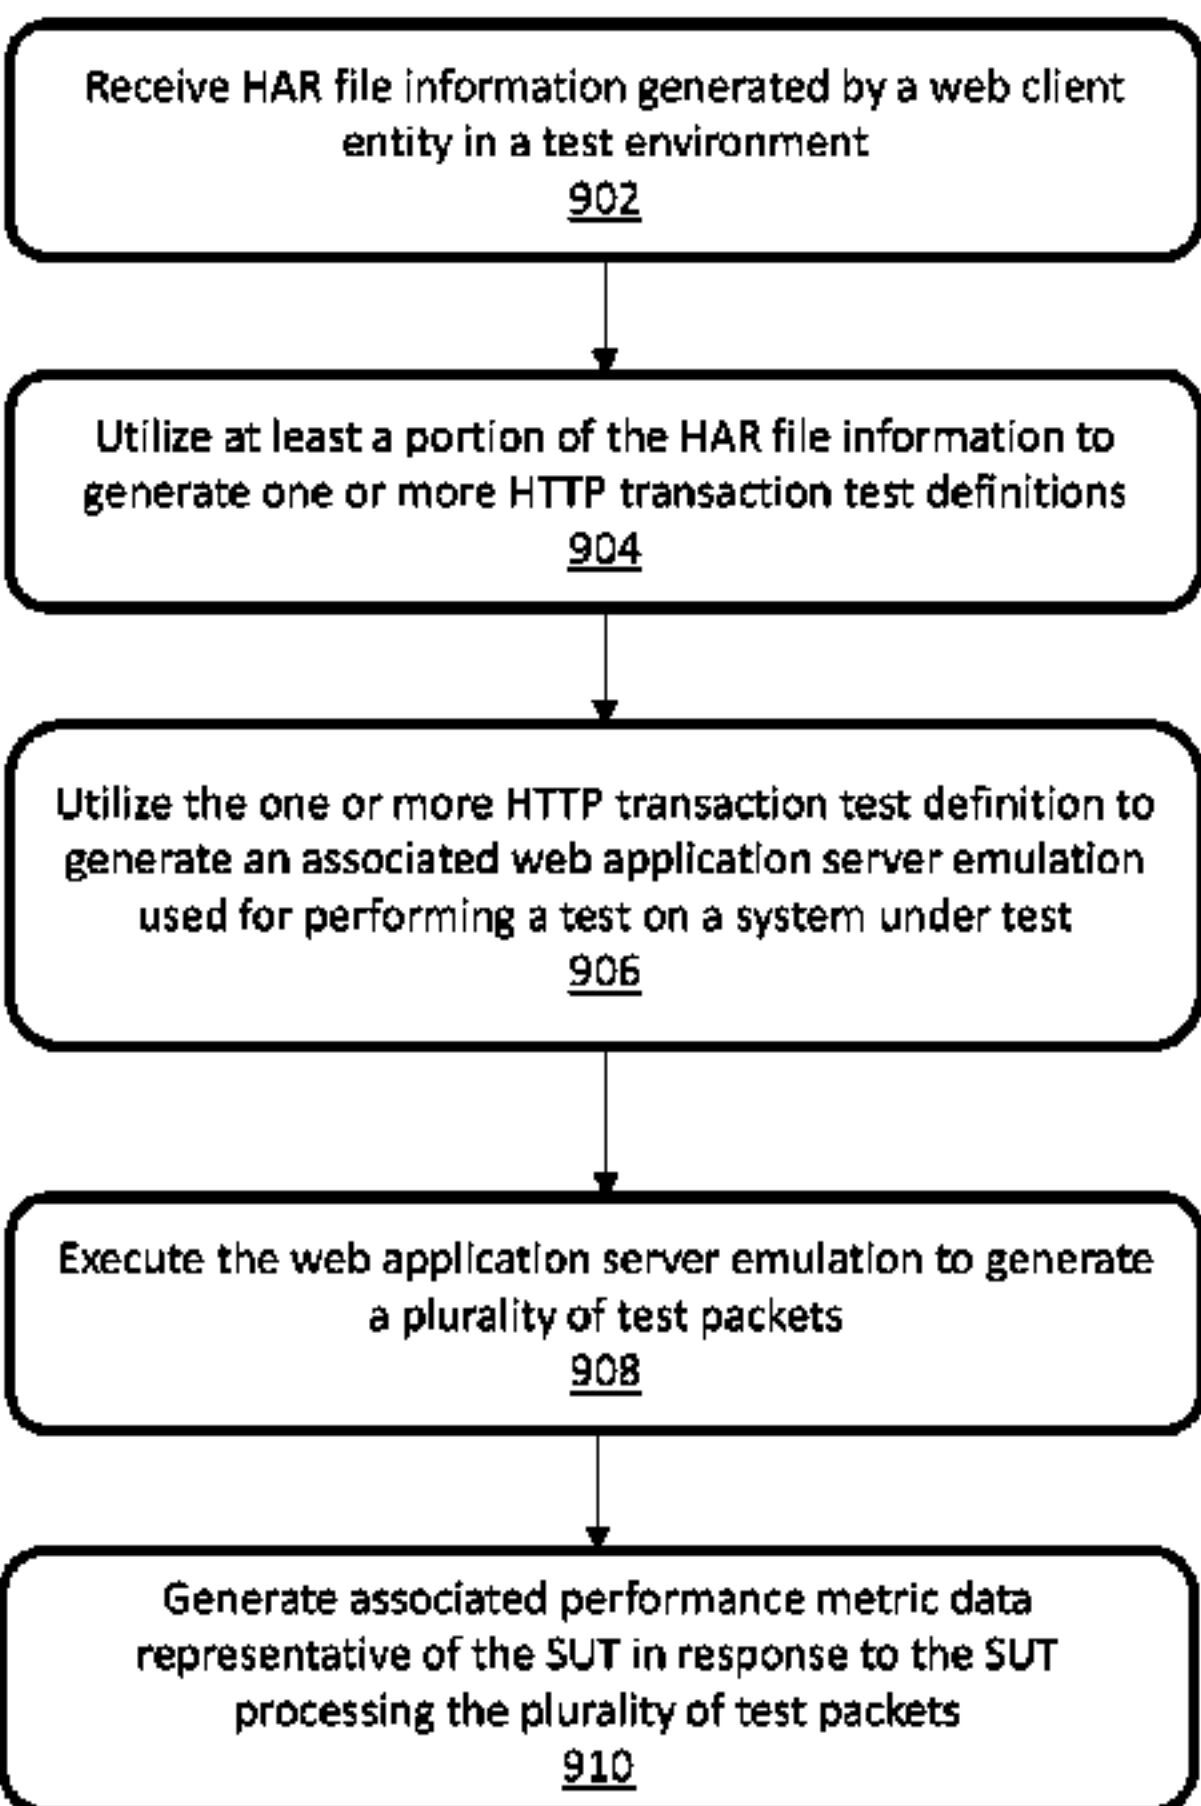 Receive HAR file information generated by a web client
entity in a test environment
902
Utilize at least a portion of the HAR file information to
generate one or more HTTP transaction test definitions
904
Utilize the one or more HTTP transaction test definition to
generate an associated web application server emulation
used for performing a test on a system under test
906
Execute the web application server emulation to generate
a plurality of test packets
908
Generate associated performance metric data
representative of the SUT in response to the SUT
processing the plurality of test packets
910